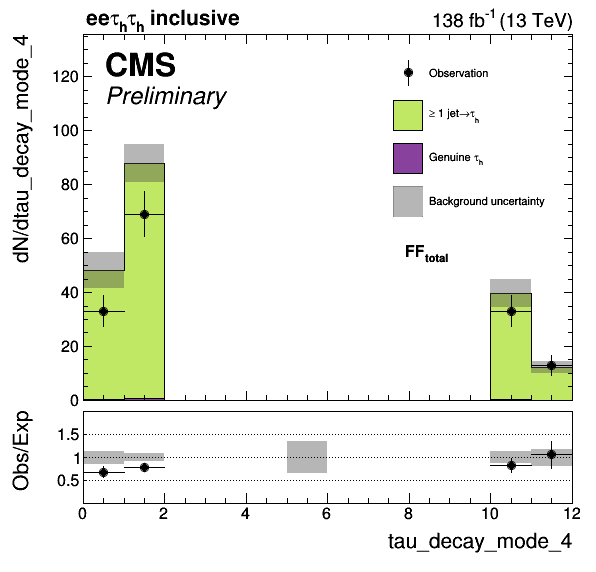 eeτhτh inclusive
138 fb⁻¹ (13 TeV)
CMS
Preliminary
Observation
≥ 1 jet→τh
Genuine τh
Background uncertainty
FFtotal
dN/dtau_decay_mode_4
120
100
80
60
40
20
0
Obs/Exp
1.5
1
0.5
0 2 4 6 8 10 12
tau_decay_mode_4